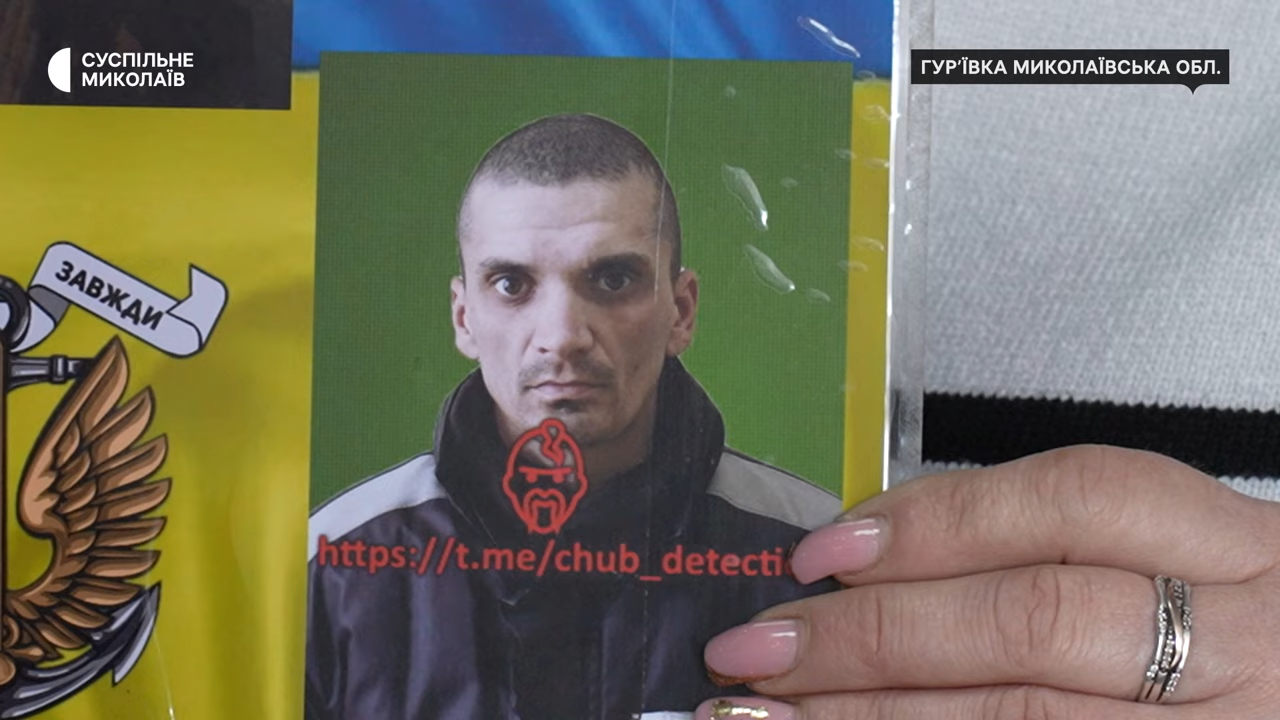 СУСПІЛЬНЕ
МИКОЛАЇВ
ГУР'ЇВКА МИКОЛАЇВСЬКА ОБЛ.
ЗАВЖДИ
https://t.me/chub_detecti